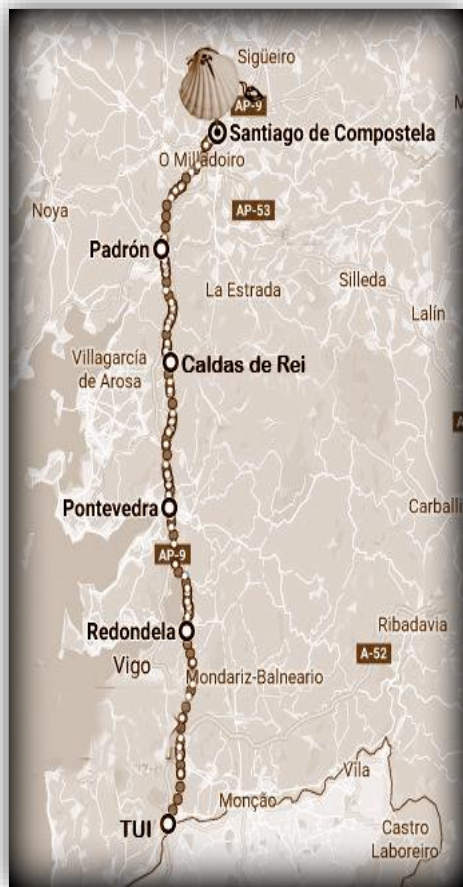 Sigüeiro
AP-9
Santiago de Compostela
O Milladoiro
Noya
AP-53
Padrón
La Estrada
Silleda
Lalín
Villagarcía
de Arosa
Caldas de Rei
Pontevedra
Carballi
AP-9
Redondela
Ribadavia
Vigo
A-52
Mondariz-Balneario
Vila
Monção
TUI
Castro
Laboreiro